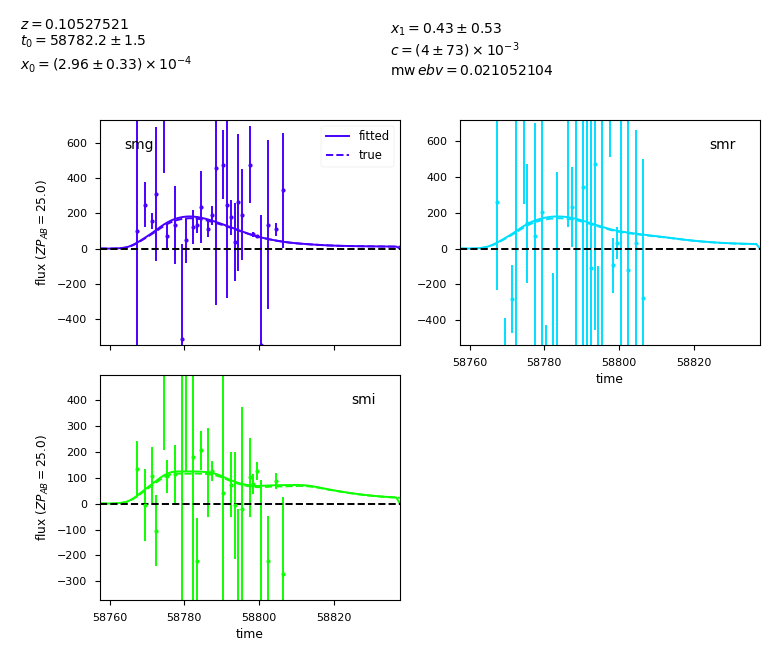 z = 0.10527521
t₀ = 58782.2 ± 1.5
x₀ = (2.96 ± 0.33) × 10⁻⁴
x₁ = 0.43 ± 0.53
c = (4 ± 73) × 10⁻³
mw ebv = 0.021052104
smg
fitted
true
600
400
200
0
−200
−400
flux (ZP_AB = 25.0)
smr
600
400
200
0
−200
−400
58760 58780 58800 58820
time
smi
400
300
200
100
0
−100
−200
−300
flux (ZP_AB = 25.0)
58760 58780 58800 58820
time